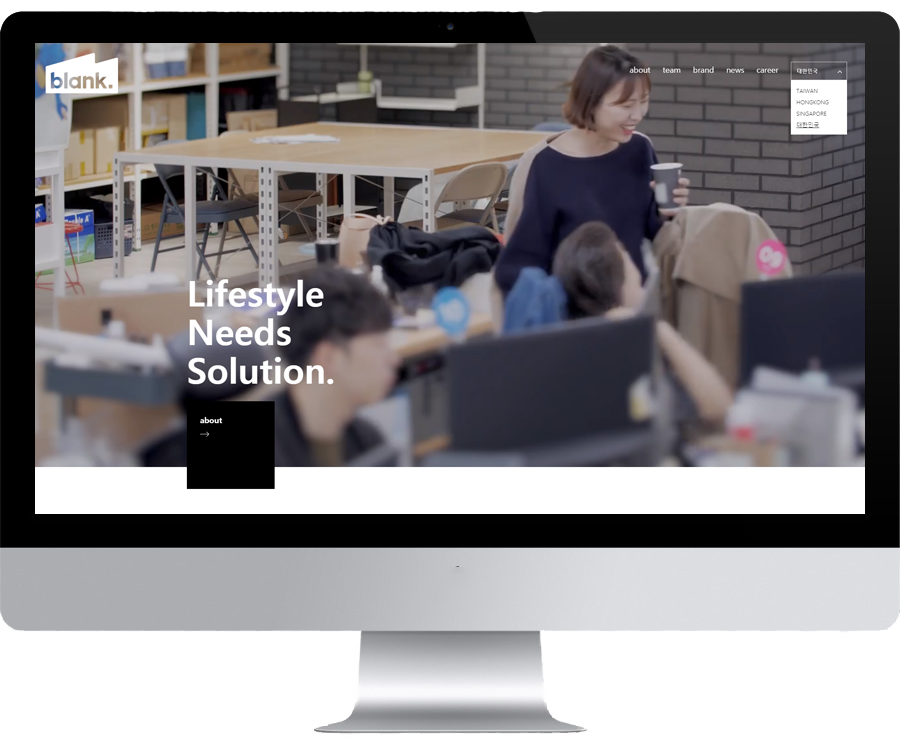 blank.
about team brand news career 대한민국
TAIWAN
HONGKONG
SINGAPORE
대한민국
Lifestyle
Needs
Solution.
about